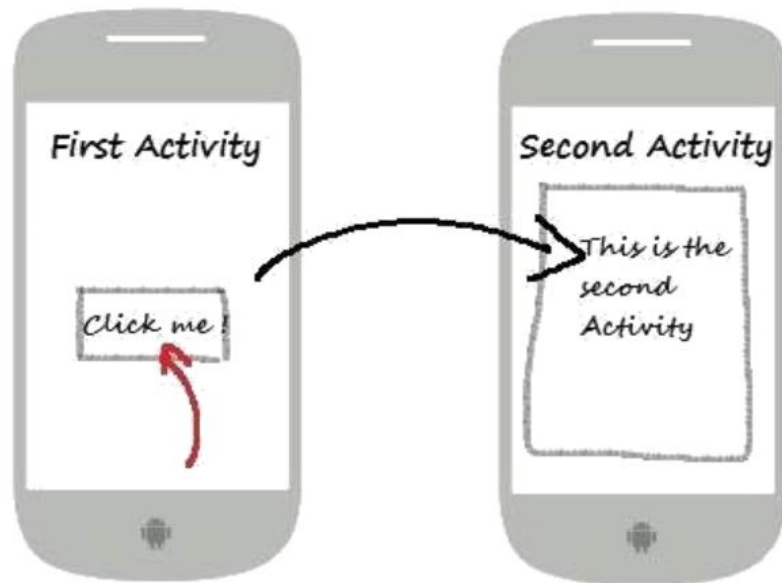 First Activity
Click me!
Second Activity
This is the
second
Activity